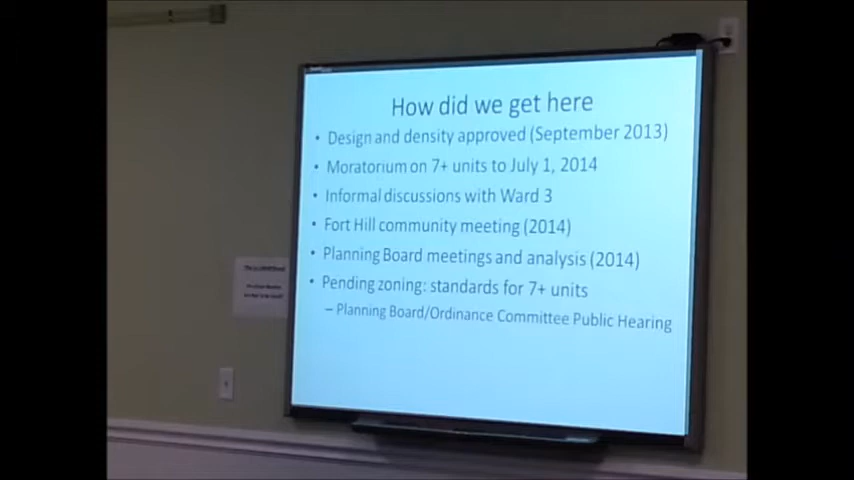 How did we get here
• Design and density approved (September 2013)
• Moratorium on 7+ units to July 1, 2014
• Informal discussions with Ward 3
• Fort Hill community meeting (2014)
• Planning Board meetings and analysis (2014)
• Pending zoning: standards for 7+ units
– Planning Board/Ordinance Committee Public Hearing